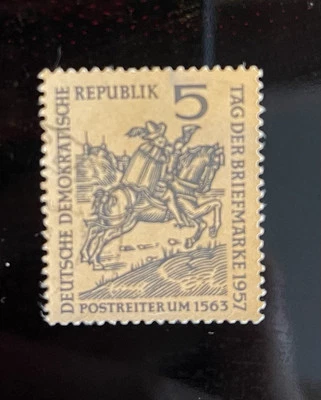 DEUTSCHE DEMOKRATISCHE
REPUBLIK
5
TAG DER BRIEFMARKE 1957
POSTREITER UM 1563